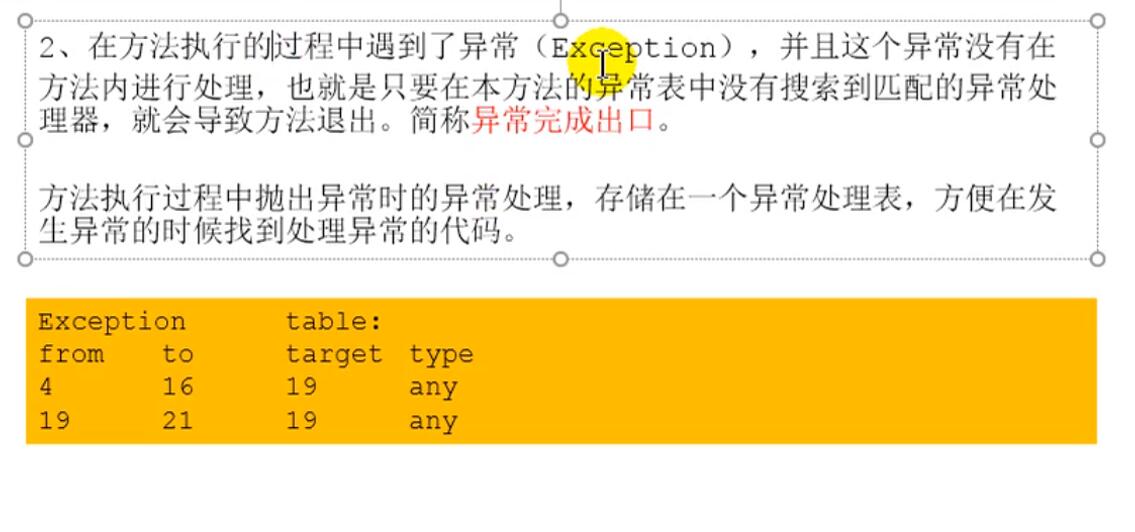 2、在方法执行的过程中遇到了异常（Exception），并且这个异常没有在
方法内进行处理，也就是只要在本方法的异常表中没有搜索到匹配的异常处
理器，就会导致方法退出。简称异常完成出口。
方法执行过程中抛出异常时的异常处理，存储在一个异常处理表，方便在发
生异常的时候找到处理异常的代码。
Exception table:
from to target type
4 16 19 any
19 21 19 any